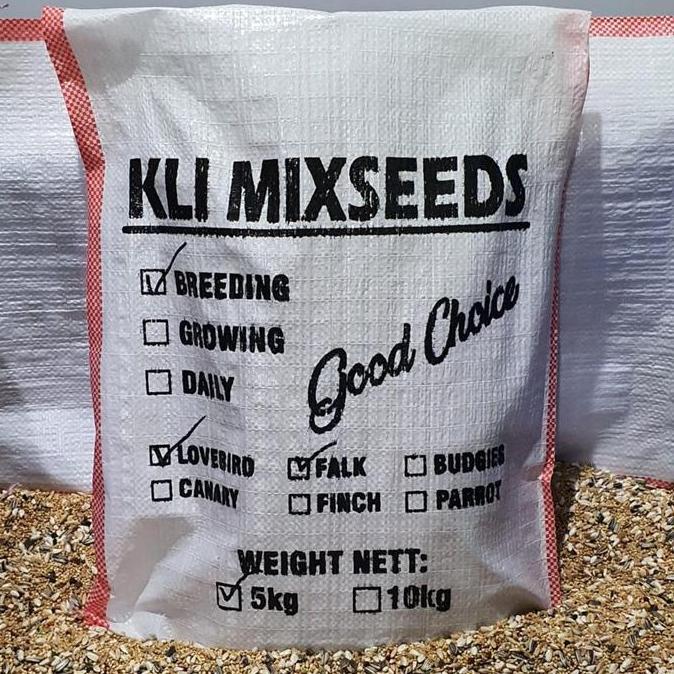 KLI MIXSEEDS
BREEDING
GROWING
DAILY
Good Choice
LOVEBIRD FALK BUDGIES
CANARY FINCH PARROT
WEIGHT NETT:
5kg 10kg